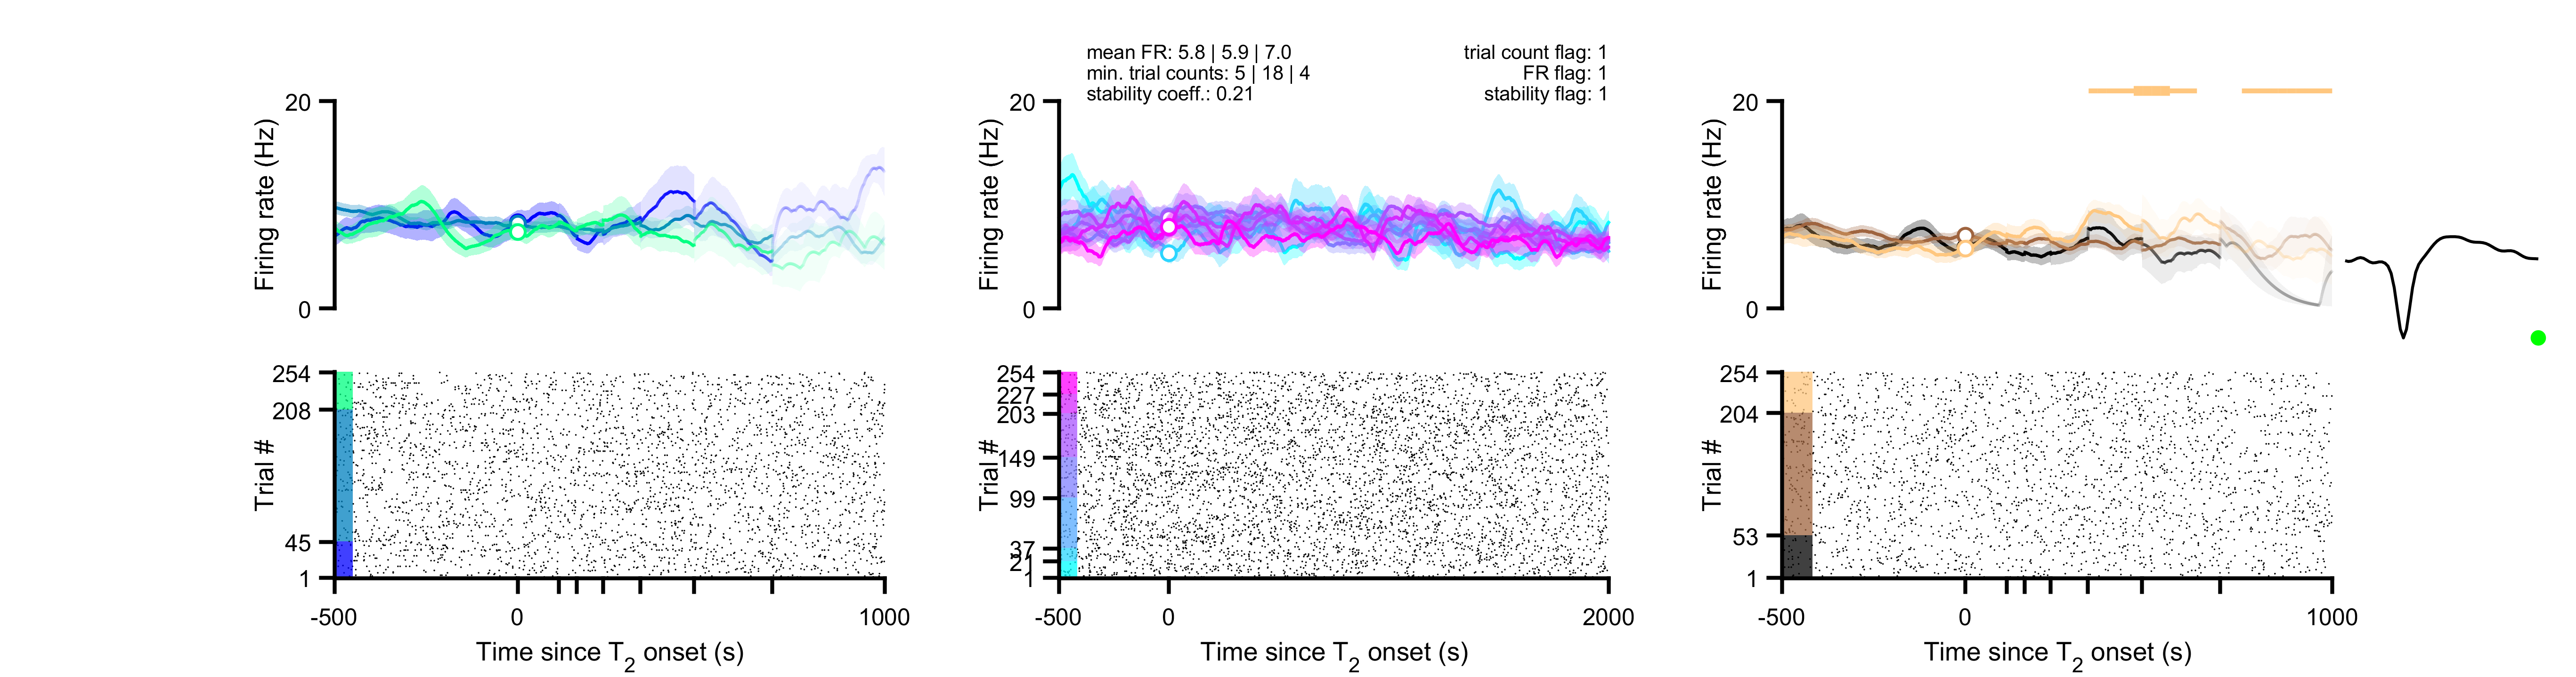 mean FR: 5.8 | 5.9 | 7.0
min. trial counts: 5 | 18 | 4
stability coeff.: 0.21
trial count flag: 1
FR flag: 1
stability flag: 1
20
Firing rate (Hz)
0
20
Firing rate (Hz)
0
20
Firing rate (Hz)
0
254
208
Trial #
45
1
-500
0
1000
Time since T2 onset (s)
254
227
203
Trial #
149
99
37
21
1
-500
0
2000
Time since T2 onset (s)
254
204
Trial #
53
1
-500
0
1000
Time since T2 onset (s)